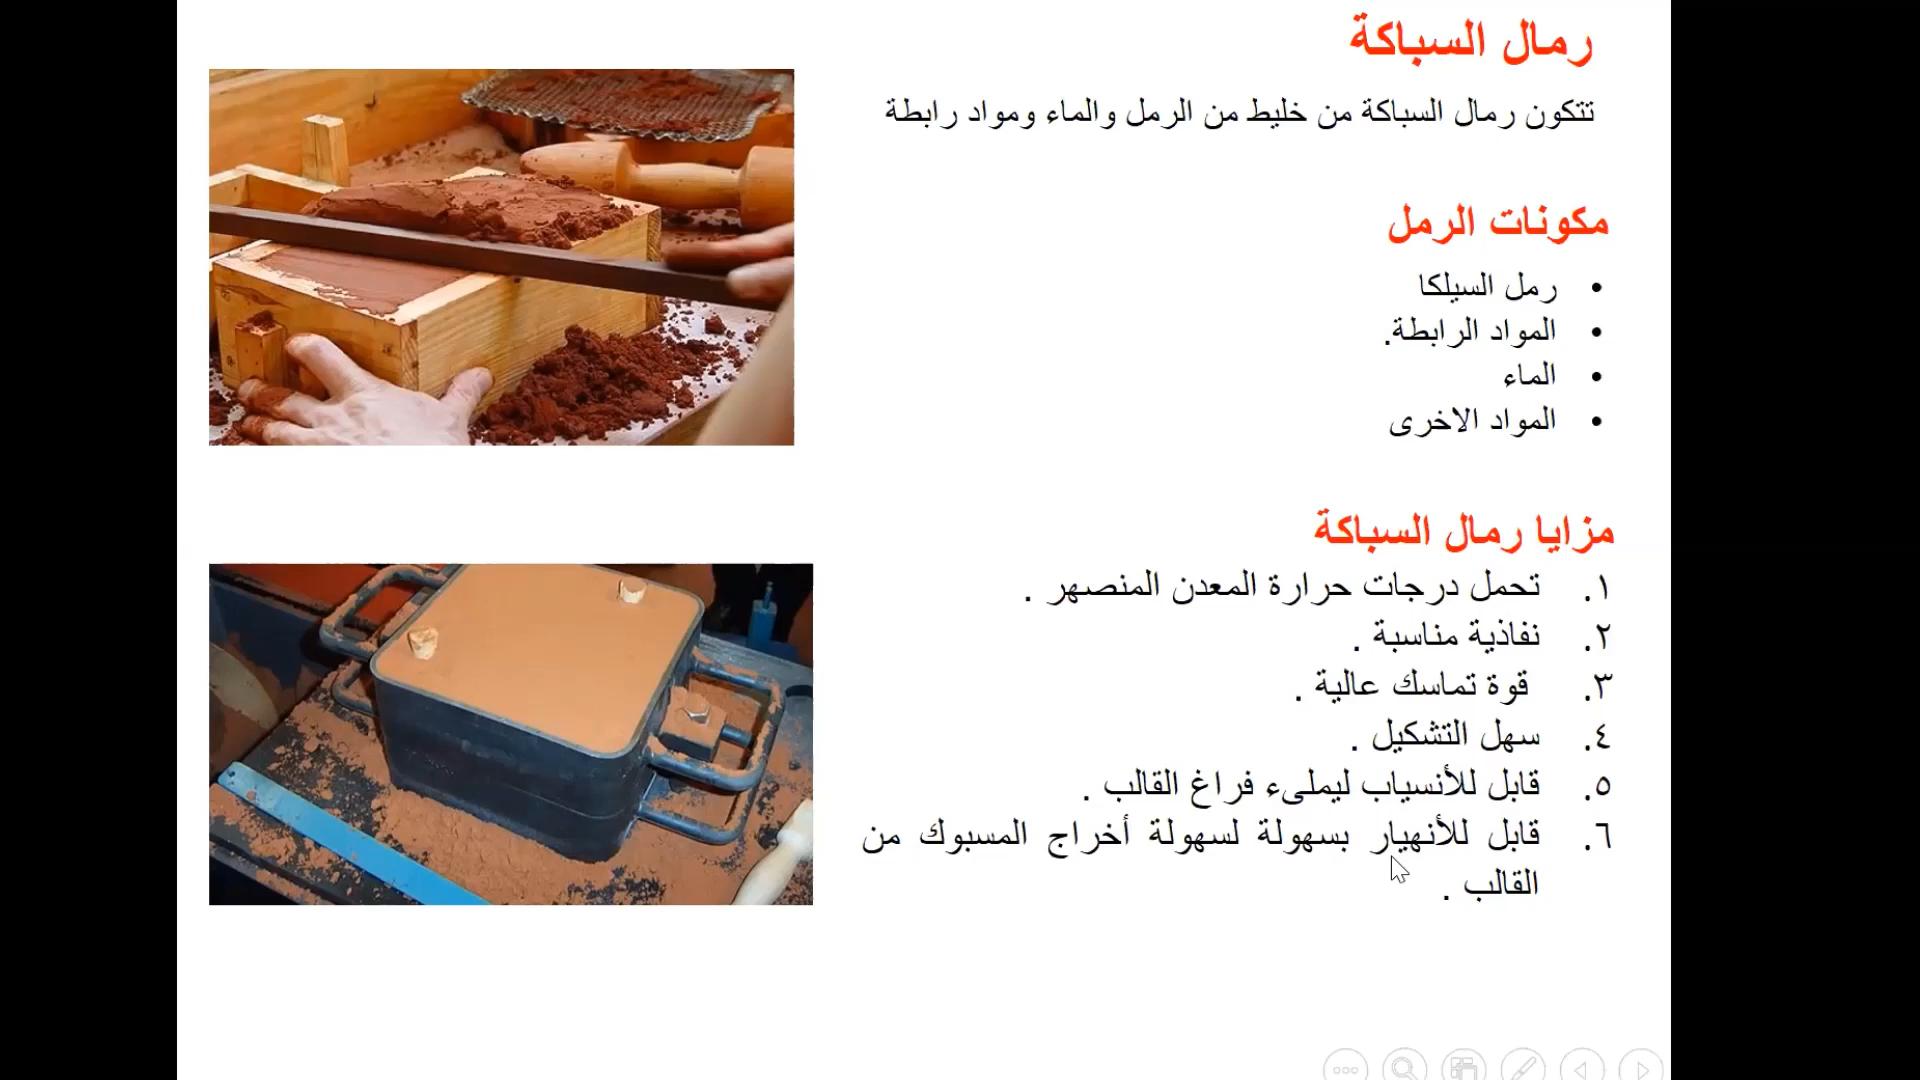 رمال السباكة
تتكون رمال السباكة من خليط من الرمل والماء ومواد رابطة
مكونات الرمل
• رمل السيلكا
• المواد الرابطة.
• الماء
• المواد الاخرى
مزايا رمال السباكة
١. تحمل درجات حرارة المعدن المنصهر .
٢. نفاذية مناسبة .
٣. قوة تماسك عالية .
٤. سهل التشكيل .
٥. قابل للأنسياب ليملىء فراغ القالب .
٦. قابل للأنهيار بسهولة لسهولة أخراج المسبوك من
القالب .